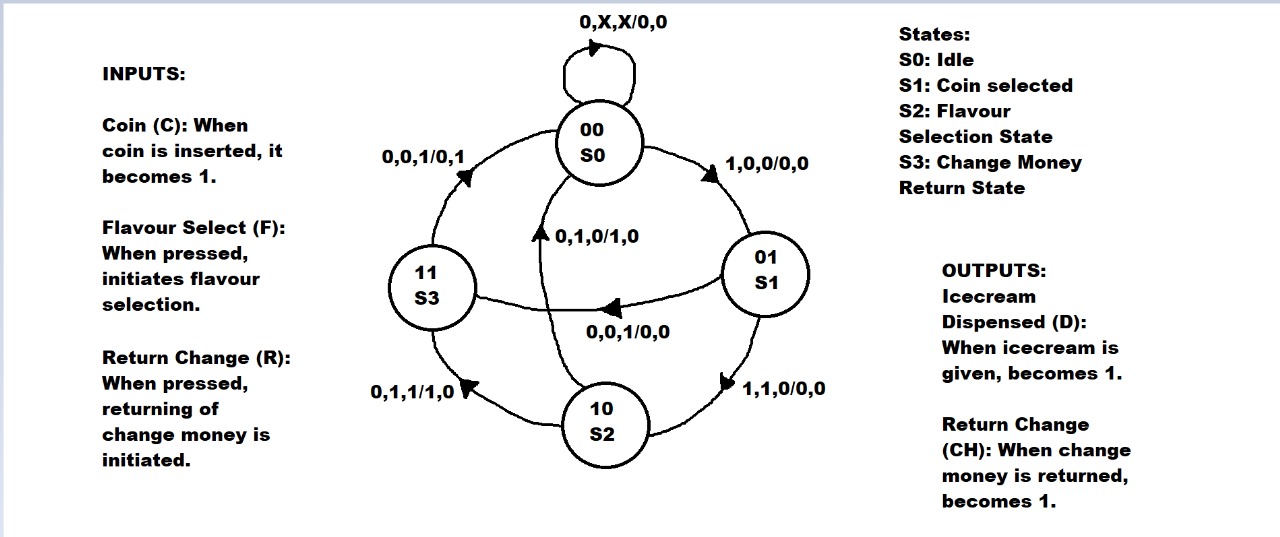 INPUTS:
Coin (C): When
coin is inserted, it
becomes 1.
Flavour Select (F):
When pressed,
initiates flavour
selection.
Return Change (R):
When pressed,
returning of
change money is
initiated.
0,X,X/0,0
00
S0
0,0,1/0,1
1,0,0/0,0
0,1,0/1,0
11
S3
01
S1
0,0,1/0,0
0,1,1/1,0
1,1,0/0,0
10
S2
States:
S0: Idle
S1: Coin selected
S2: Flavour
Selection State
S3: Change Money
Return State
OUTPUTS:
Icecream
Dispensed (D):
When icecream is
given, becomes 1.
Return Change
(CH): When change
money is returned,
becomes 1.